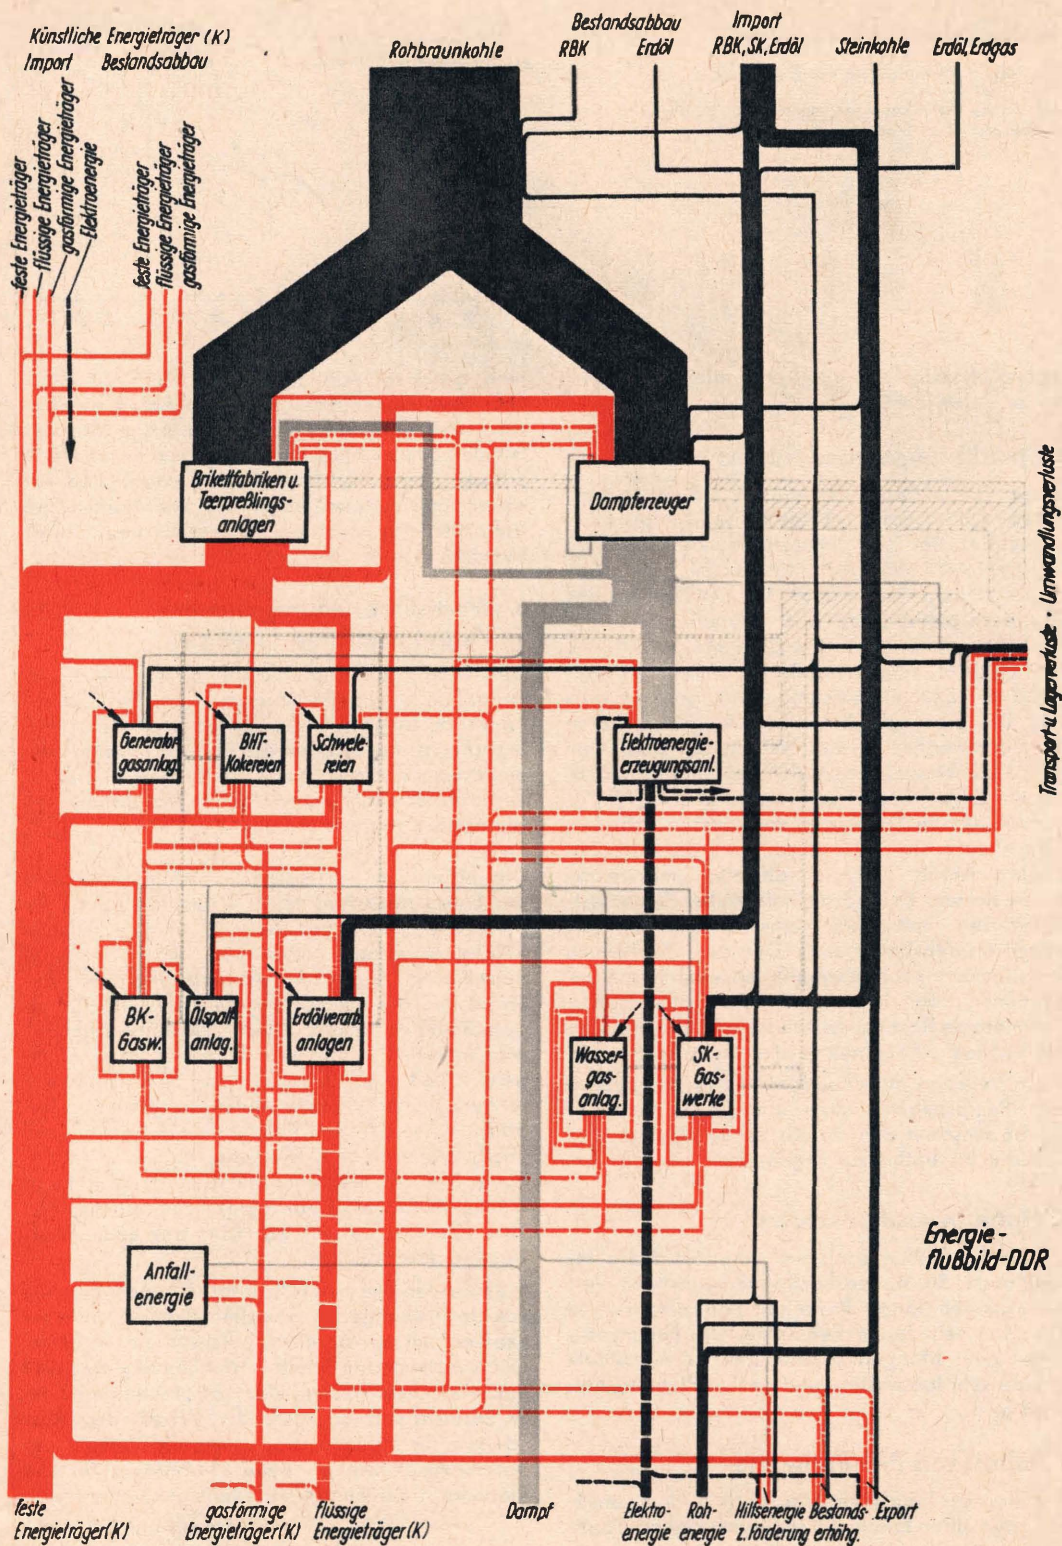 Künstliche Energieträger (K)
Import Bestandsabbau
Rohbraunkohle
Bestandsabbau
RBK Erdöl
Import
RBK, SK, Erdöl
Steinkohle
Erdöl, Erdgas
feste Energieträger
flüssige Energieträger
gasförmige Energieträger
Elektroenergie
feste Energieträger
flüssige Energieträger
gasförmige Energieträger
Brikettfabriken u.
Teerpreßlings-
anlagen
Dampferzeuger
Transport- u. Lagerverluste · Umwandlungsverluste
Generator-
gasanlag.
BHT-
Kokereien
Schwele-
reien
Elektroenergie-
erzeugungsanl.
BK-
Gasw.
Ölspalt-
anlag.
Erdölverarb.
anlagen
Wasser-
gas-
anlag.
SK-
Gas-
werke
Anfall-
energie
Energie-
flußbild-DDR
feste
Energieträger(K)
gasförmige
Energieträger(K)
flüssige
Energieträger(K)
Dampf
Elektro-
energie
Roh-
energie
Hilfsenergie
z. Förderung
Bestands-
erhöhg.
Export